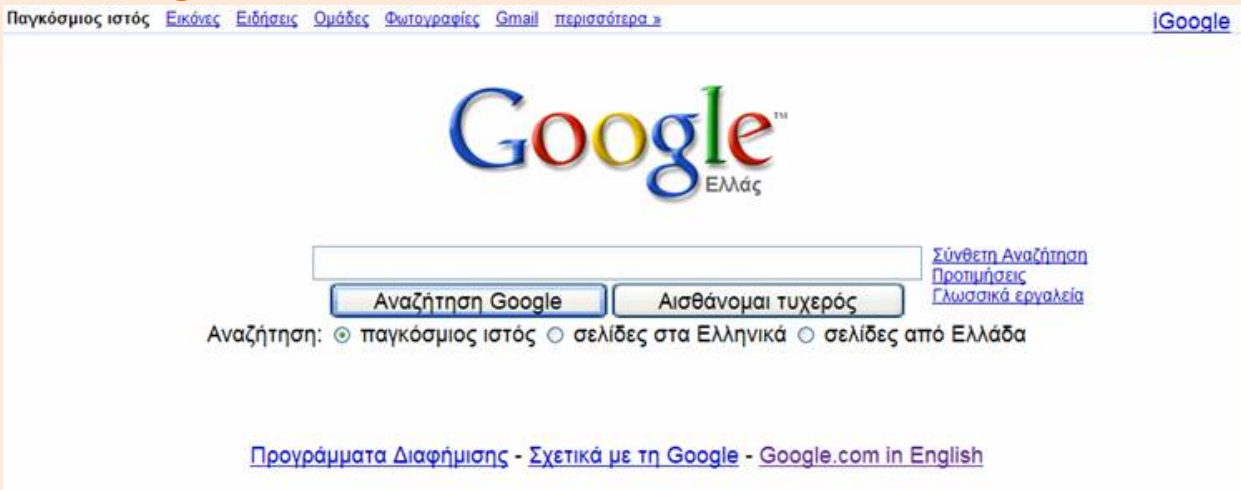 Παγκόσμιος ιστός Εικόνες Ειδήσεις Ομάδες Φωτογραφίες Gmail περισσότερα »
iGoogle
Google™
Ελλάς
Σύνθετη Αναζήτηση
Προτιμήσεις
Γλωσσικά εργαλεία
Αναζήτηση Google Αισθάνομαι τυχερός
Αναζήτηση: παγκόσμιος ιστός σελίδες στα Ελληνικά σελίδες από Ελλάδα
Προγράμματα Διαφήμισης - Σχετικά με τη Google - Google.com in English